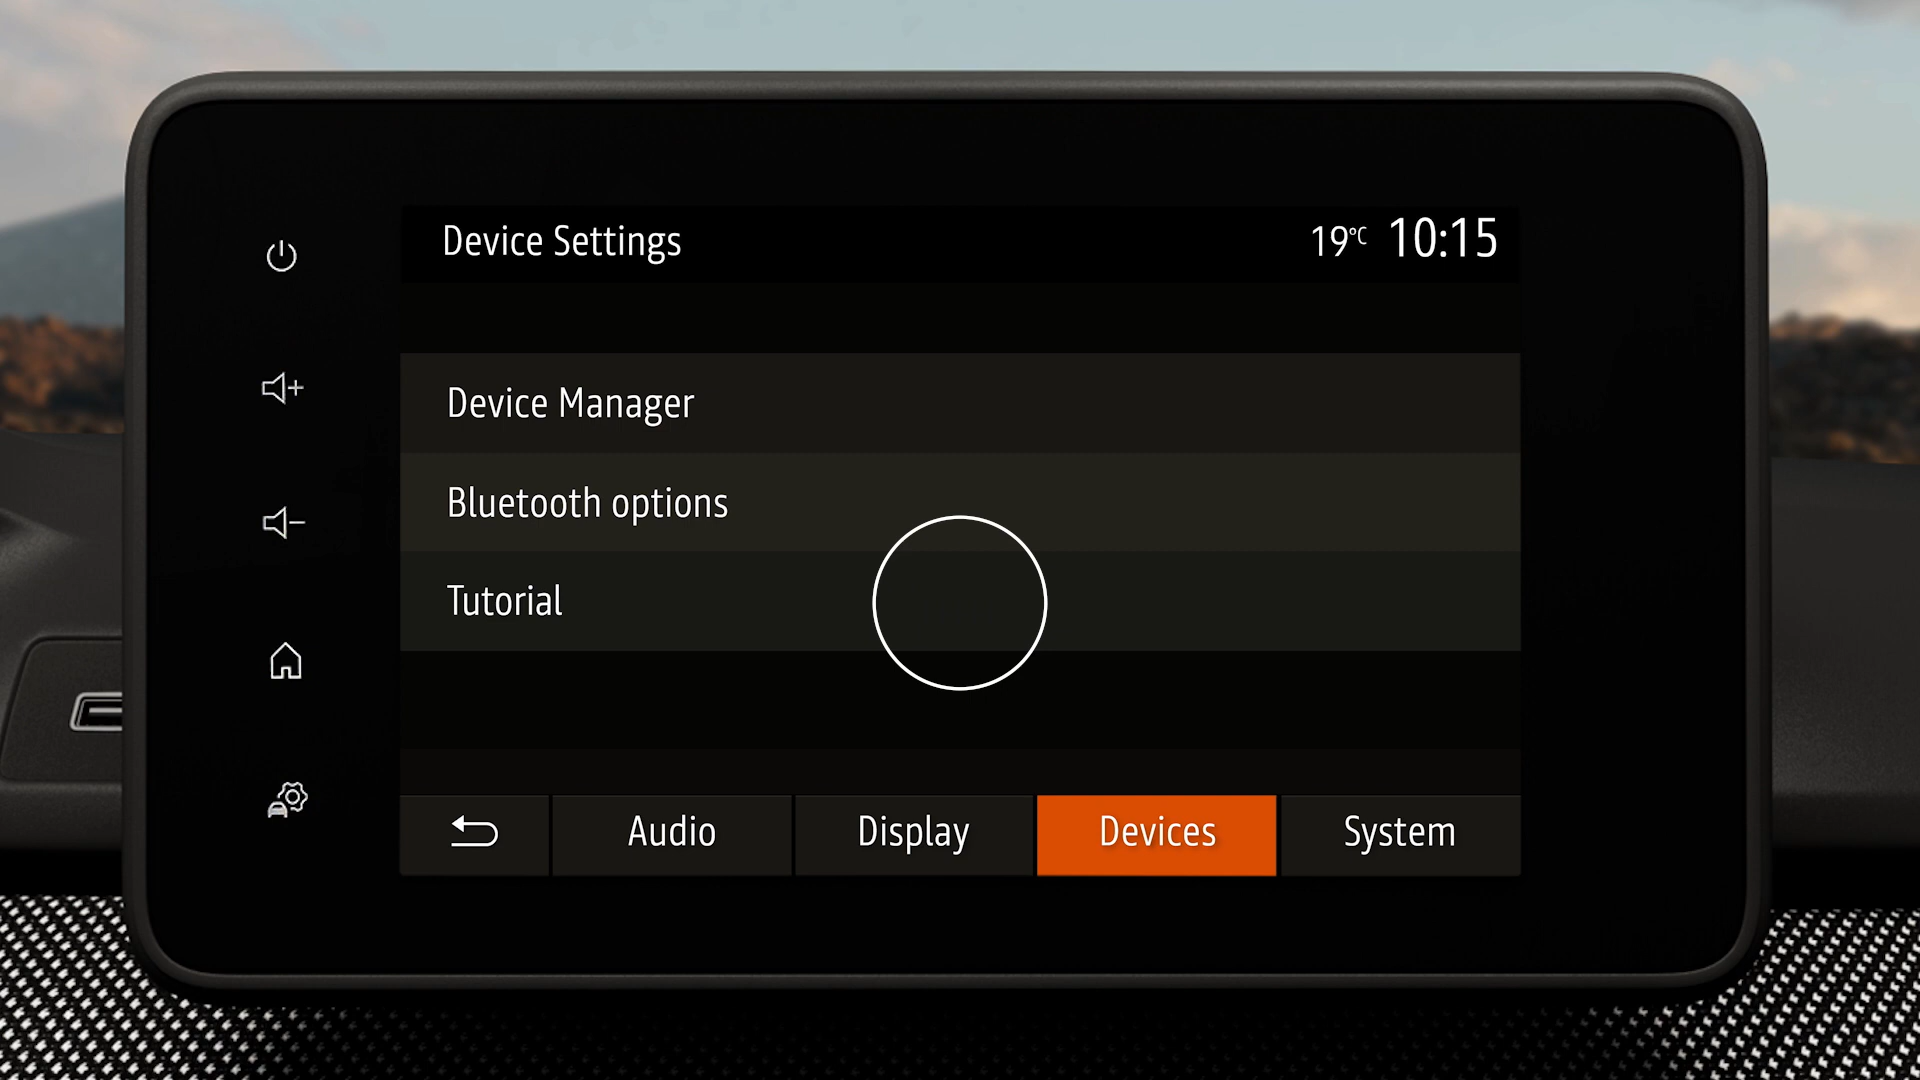 Device Settings
19°C 10:15
Device Manager
Bluetooth options
Tutorial
Audio
Display
Devices
System